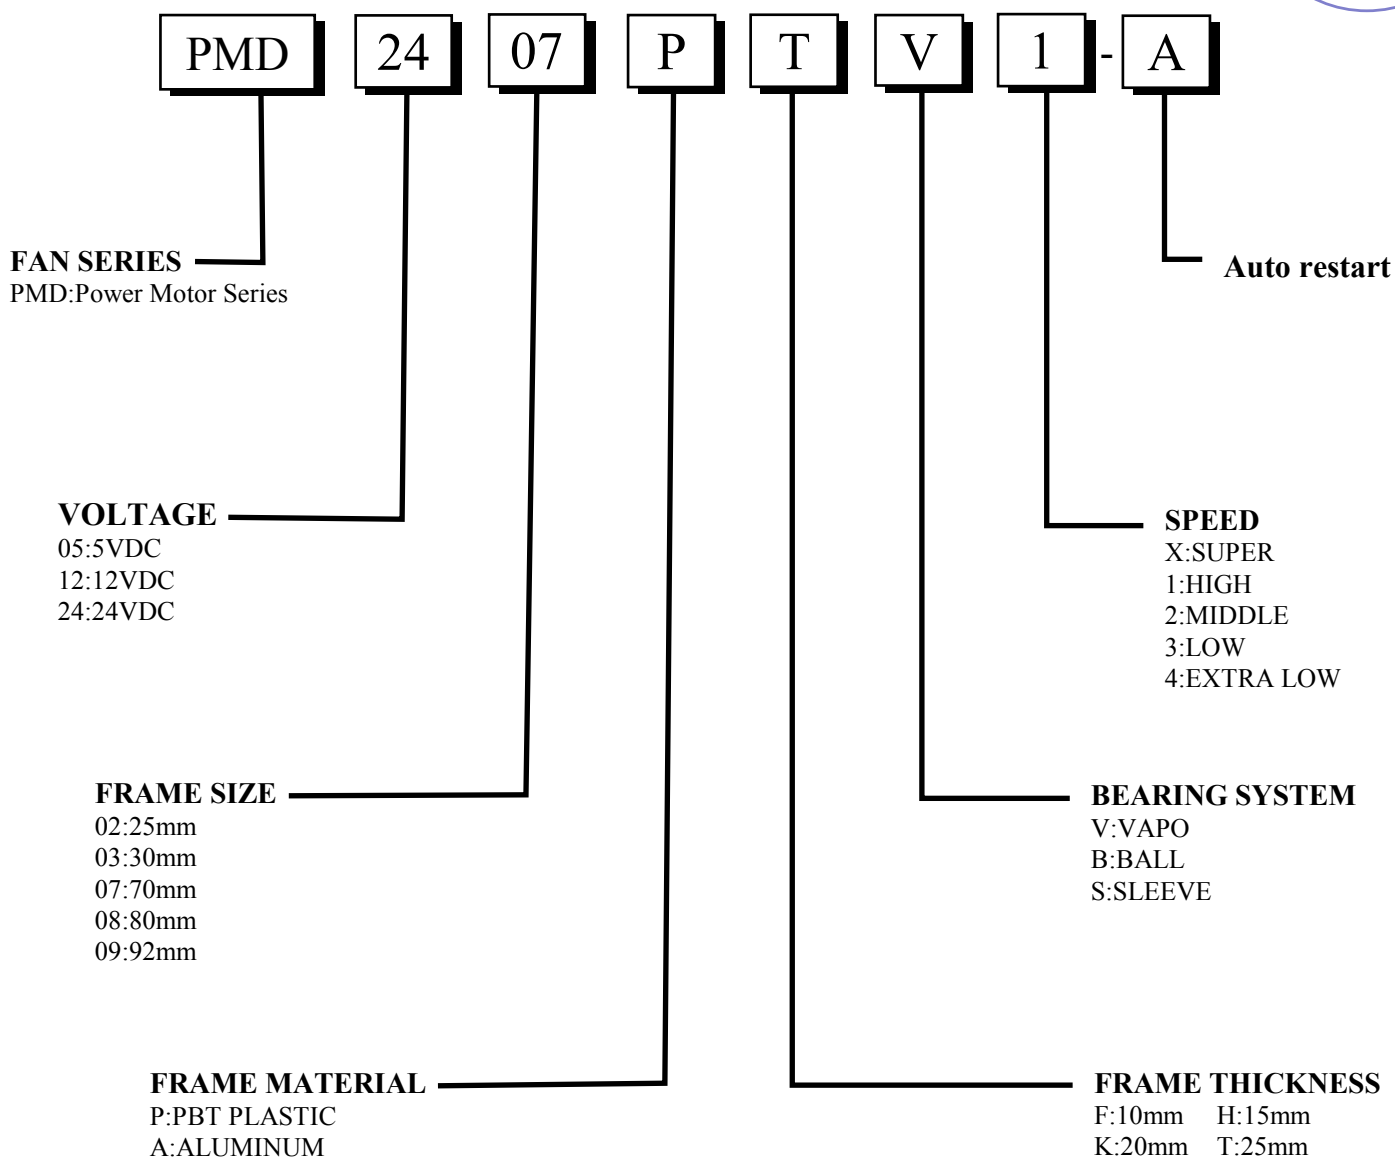 PMD 24 07 P T V 1 - A
FAN SERIES
PMD:Power Motor Series
Auto restart
VOLTAGE
05:5VDC
12:12VDC
24:24VDC
SPEED
X:SUPER
1:HIGH
2:MIDDLE
3:LOW
4:EXTRA LOW
FRAME SIZE
02:25mm
03:30mm
07:70mm
08:80mm
09:92mm
BEARING SYSTEM
V:VAPO
B:BALL
S:SLEEVE
FRAME MATERIAL
P:PBT PLASTIC
A:ALUMINUM
FRAME THICKNESS
F:10mm H:15mm
K:20mm T:25mm